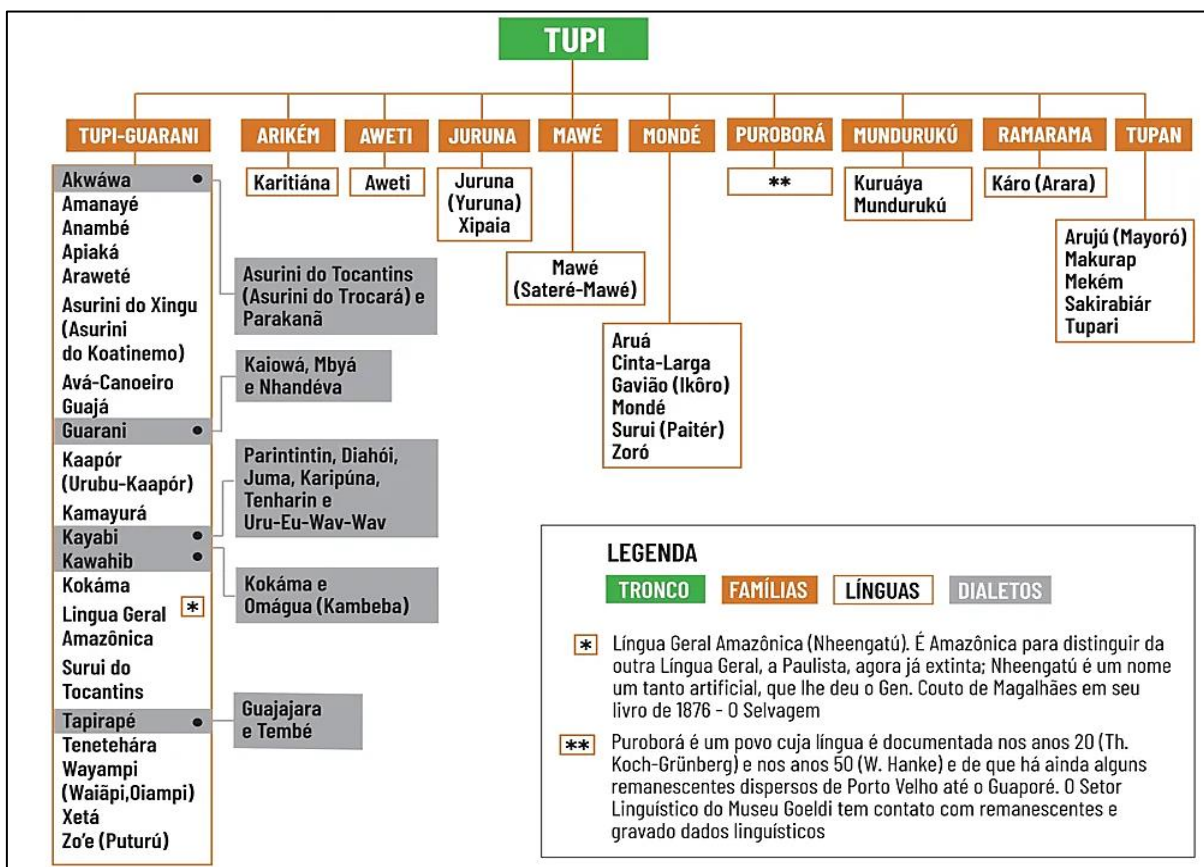 TUPI
TUPI-GUARANI
ARIKÉM
AWETI
JURUNA
MAWÉ
MONDÉ
PUROBORÁ
MUNDURUKÚ
RAMARAMA
TUPAN
Akwáwa
Amanayé
Anambé
Apiaká
Araweté
Asurini do Xingu
(Asurini
do Koatinemo)
Avá-Canoeiro
Guajá
Guarani
Kaapór
(Urubu-Kaapór)
Kamayurá
Kayabi
Kawahib
Kokáma
Lingua Geral *
Amazônica
Surui do
Tocantins
Tapirapé
Tenetehára
Wayampi
(Waiãpi,Oiampi)
Xetá
Zo'e (Puturú)
Asurini do Tocantins
(Asurini do Trocará) e
Parakanã
Kaiowá, Mbyá
e Nhandéva
Parintintin, Diahói,
Juma, Karipúna,
Tenharin e
Uru-Eu-Wav-Wav
Kokáma e
Omágua (Kambeba)
Guajajara
e Tembé
Karitiána
Aweti
Juruna
(Yuruna)
Xipaia
Mawé
(Sateré-Mawé)
Aruá
Cinta-Larga
Gavião (Ikôro)
Mondé
Surui (Paitér)
Zoró
**
Kuruáya
Mundurukú
Káro (Arara)
Arujú (Mayoró)
Makurap
Mekém
Sakirabiár
Tupari
LEGENDA
TRONCO
FAMÍLIAS
LÍNGUAS
DIALETOS
* Língua Geral Amazônica (Nheengatú). É Amazônica para distinguir da
outra Língua Geral, a Paulista, agora já extinta; Nheengatú é um nome
um tanto artificial, que lhe deu o Gen. Couto de Magalhães em seu
livro de 1876 - O Selvagem
** Puroborá é um povo cuja língua é documentada nos anos 20 (Th.
Koch-Grünberg) e nos anos 50 (W. Hanke) e de que há ainda alguns
remanescentes dispersos de Porto Velho até o Guaporé. O Setor
Linguístico do Museu Goeldi tem contato com remanescentes e
gravado dados linguísticos